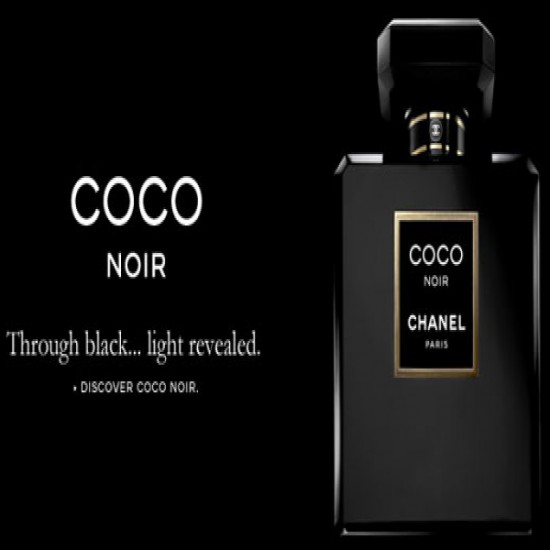 COCO
NOIR
Through black... light revealed.
DISCOVER COCO NOIR.
COCO
NOIR
CHANEL
PARIS